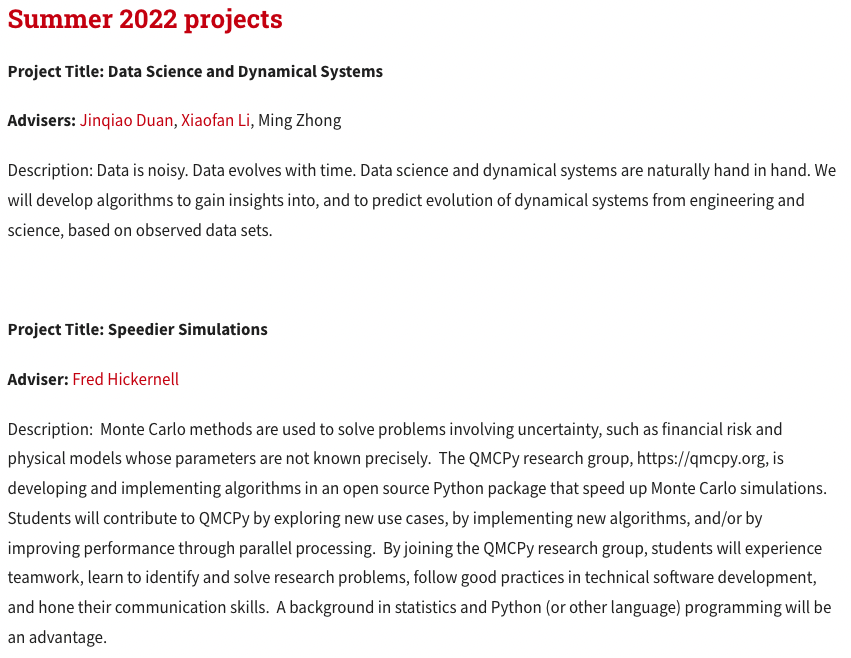 Summer 2022 projects
Project Title: Data Science and Dynamical Systems
Advisers: Jinqiao Duan, Xiaofan Li, Ming Zhong
Description: Data is noisy. Data evolves with time. Data science and dynamical systems are naturally hand in hand. We
will develop algorithms to gain insights into, and to predict evolution of dynamical systems from engineering and
science, based on observed data sets.
Project Title: Speedier Simulations
Adviser: Fred Hickernell
Description:  Monte Carlo methods are used to solve problems involving uncertainty, such as financial risk and
physical models whose parameters are not known precisely.  The QMCPy research group, https://qmcpy.org, is
developing and implementing algorithms in an open source Python package that speed up Monte Carlo simulations.
Students will contribute to QMCPy by exploring new use cases, by implementing new algorithms, and/or by
improving performance through parallel processing.  By joining the QMCPy research group, students will experience
teamwork, learn to identify and solve research problems, follow good practices in technical software development,
and hone their communication skills.  A background in statistics and Python (or other language) programming will be
an advantage.